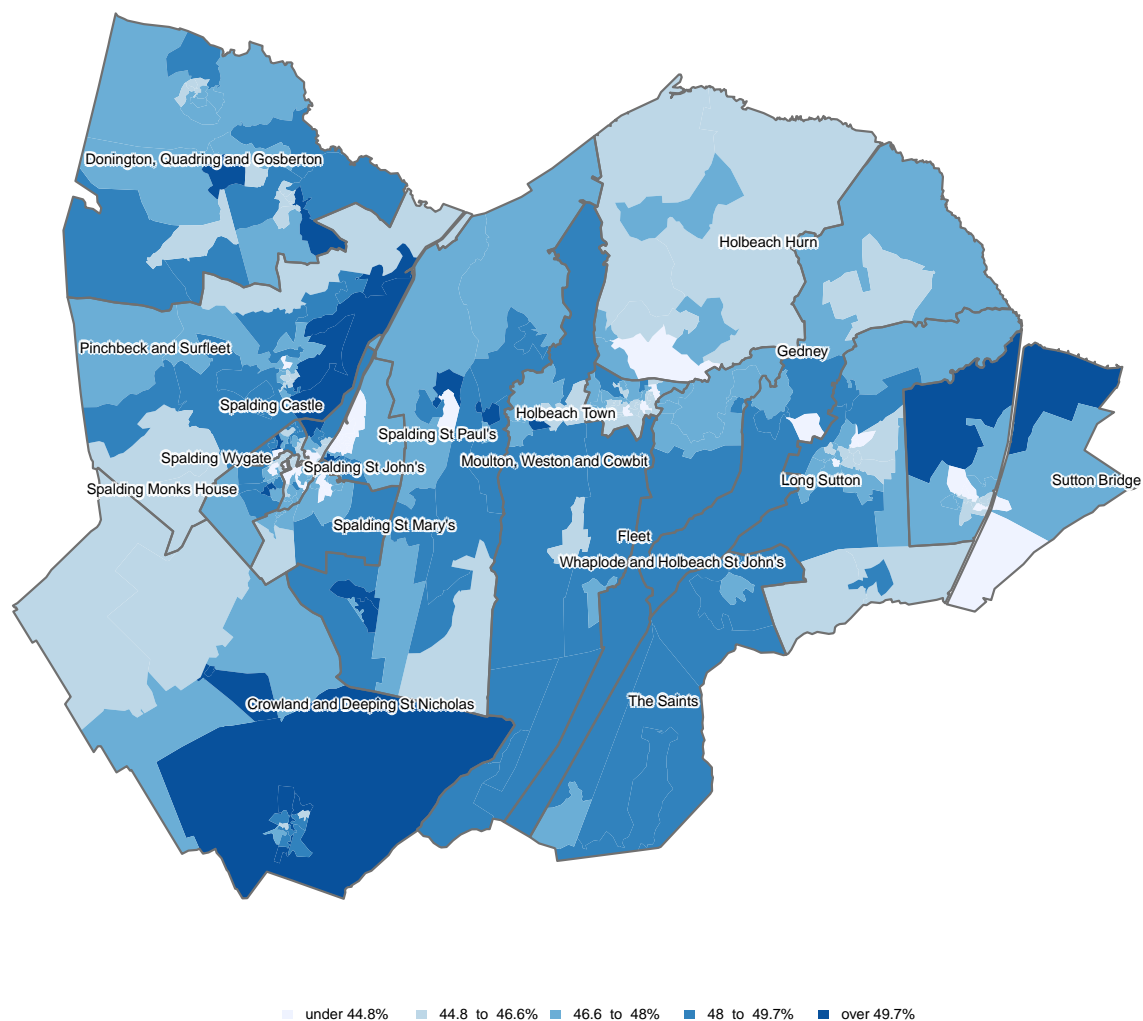 Donington, Quadring and Gosberton
Holbeach Hurn
Pinchbeck and Surfleet
Gedney
Spalding Castle
Holbeach Town
Spalding St Paul's
Spalding Wygate
Moulton, Weston and Cowbit
Spalding St John's
Long Sutton
Sutton Bridge
Spalding Monks House
Spalding St Mary's
Fleet
Whaplode and Holbeach St John's
The Saints
Crowland and Deeping St Nicholas
under 44.8% 44.8 to 46.6% 46.6 to 48% 48 to 49.7% over 49.7%